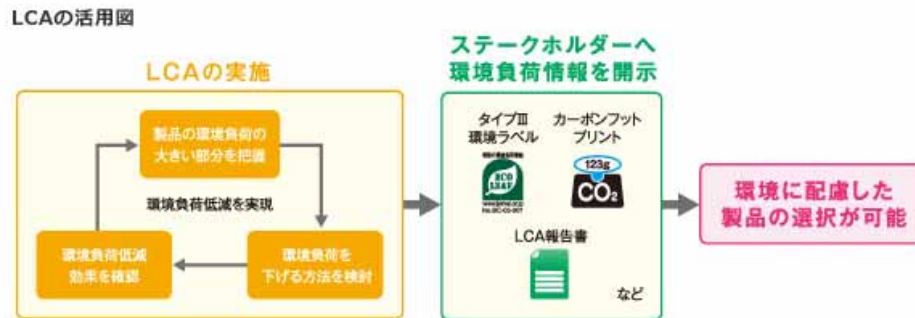 LCAの活用図
LCAの実施
製品の環境負荷の
大きい部分を把握
環境負荷低減を実現
環境負荷低減
効果を確認
環境負荷を
下げる方法を検討
ステークホルダーへ
環境負荷情報を開示
タイプⅢ
環境ラベル
カーボンフット
プリント
ECO
LEAF
123g
CO₂
LCA報告書
など
環境に配慮した
製品の選択が可能